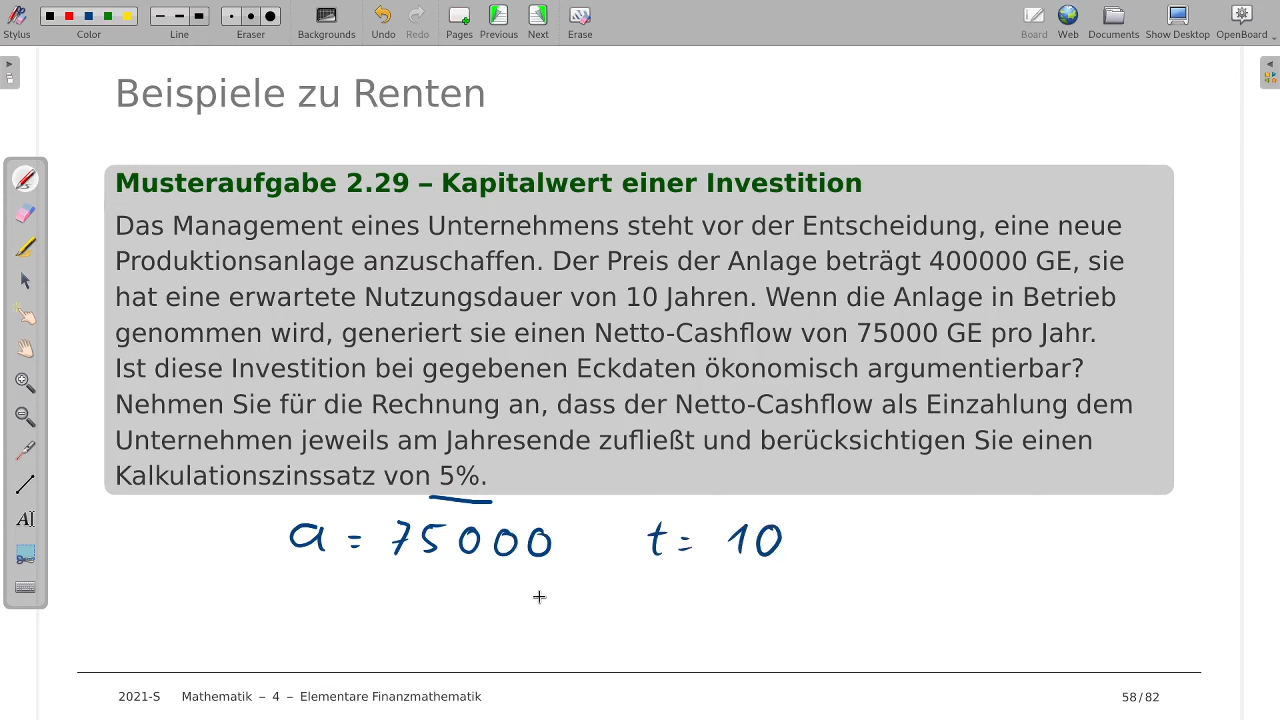 Stylus Color Line Eraser Backgrounds Undo Redo Pages Previous Next Erase Board Web Documents Show Desktop OpenBoard
Beispiele zu Renten
Musteraufgabe 2.29 – Kapitalwert einer Investition
Das Management eines Unternehmens steht vor der Entscheidung, eine neue
Produktionsanlage anzuschaffen. Der Preis der Anlage beträgt 400000 GE, sie
hat eine erwartete Nutzungsdauer von 10 Jahren. Wenn die Anlage in Betrieb
genommen wird, generiert sie einen Netto-Cashflow von 75000 GE pro Jahr.
Ist diese Investition bei gegebenen Eckdaten ökonomisch argumentierbar?
Nehmen Sie für die Rechnung an, dass der Netto-Cashflow als Einzahlung dem
Unternehmen jeweils am Jahresende zufließt und berücksichtigen Sie einen
Kalkulationszinssatz von 5%.
a = 75000 t = 10
AI
2021-S Mathematik – 4 – Elementare Finanzmathematik 58/82